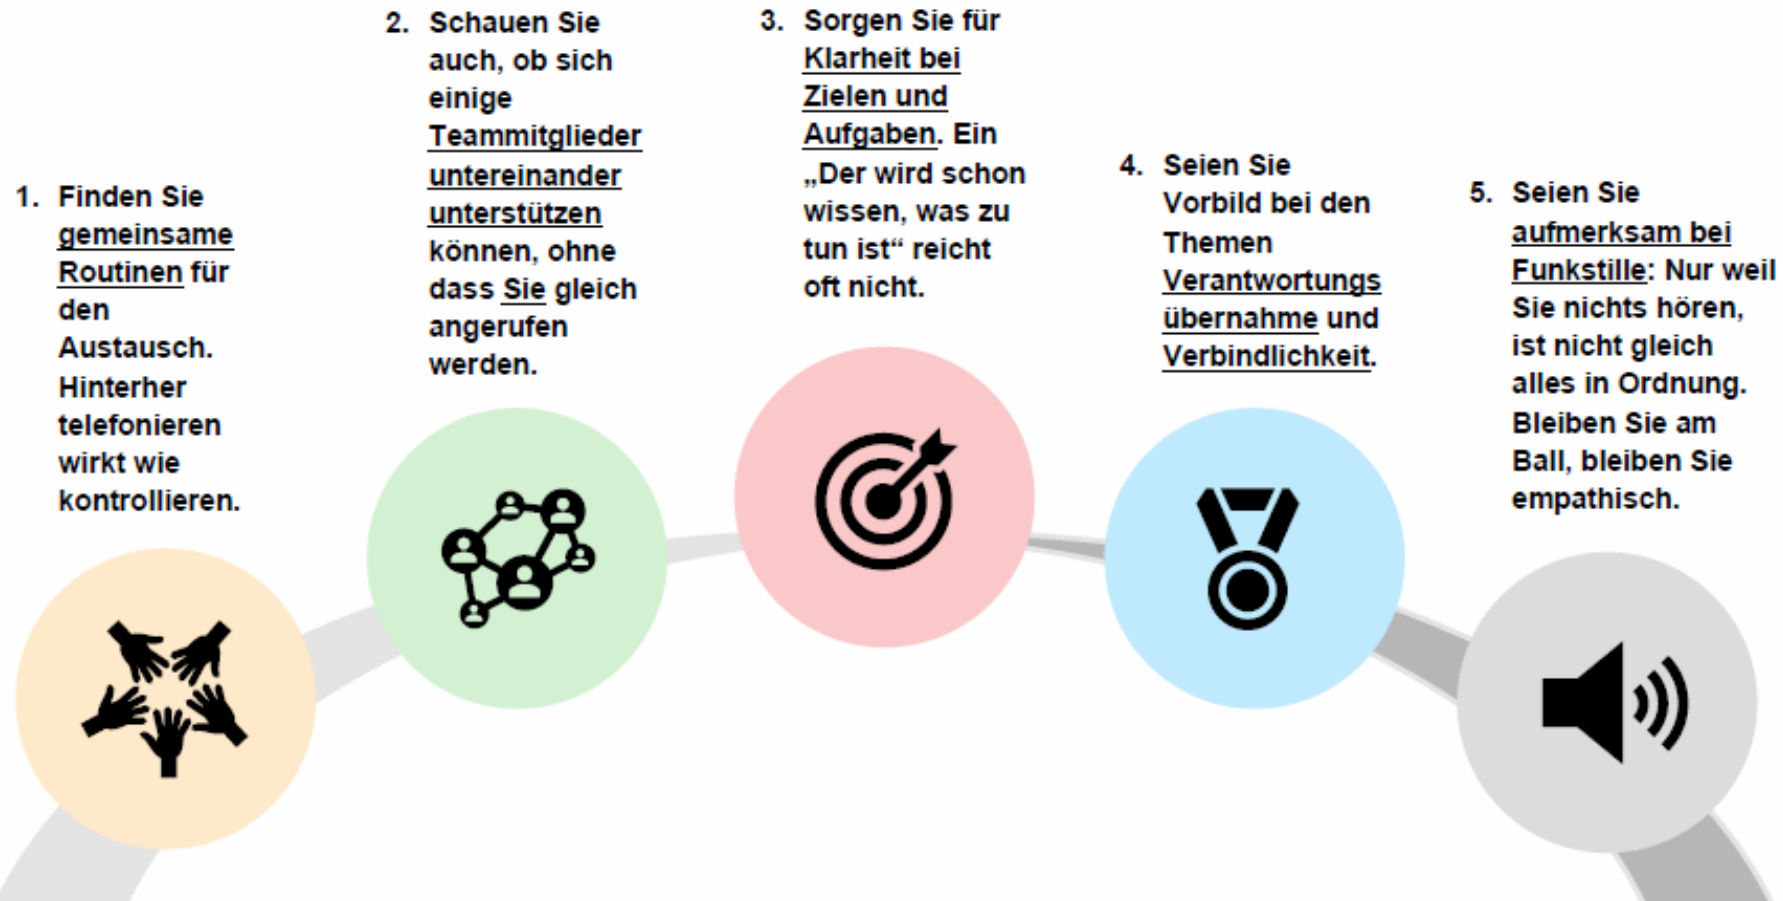 1. Finden Sie
gemeinsame
Routinen für
den
Austausch.
Hinterher
telefonieren
wirkt wie
kontrollieren.
2. Schauen Sie
auch, ob sich
einige
Teammitglieder
untereinander
unterstützen
können, ohne
dass Sie gleich
angerufen
werden.
3. Sorgen Sie für
Klarheit bei
Zielen und
Aufgaben. Ein
„Der wird schon
wissen, was zu
tun ist“ reicht
oft nicht.
4. Seien Sie
Vorbild bei den
Themen
Verantwortungs
übernahme und
Verbindlichkeit.
5. Seien Sie
aufmerksam bei
Funkstille: Nur weil
Sie nichts hören,
ist nicht gleich
alles in Ordnung.
Bleiben Sie am
Ball, bleiben Sie
empathisch.